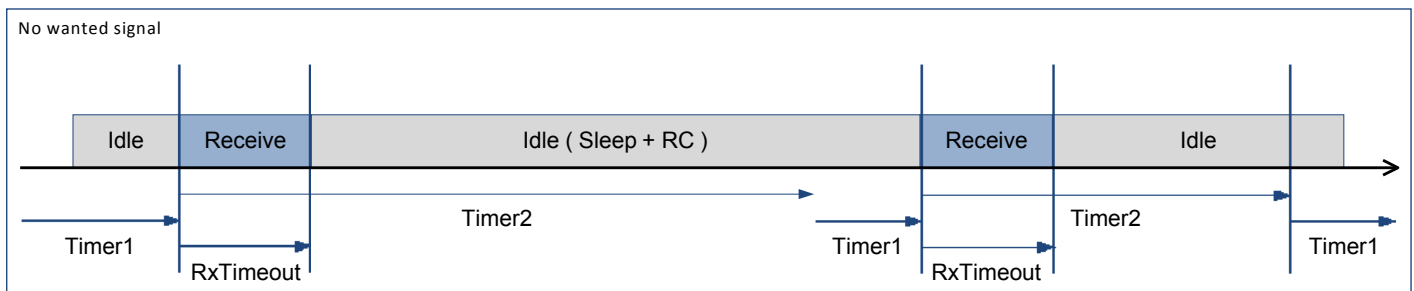 No wanted signal
Idle
Receive
Idle ( Sleep + RC )
Receive
Idle
Timer2
Timer2
Timer1
Timer1
Timer1
RxTimeout
RxTimeout